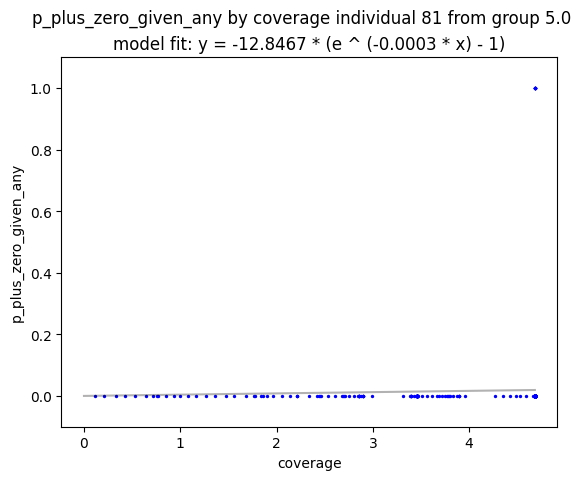 p_plus_zero_given_any by coverage individual 81 from group 5.0
model fit: y = -12.8467 * (e ^ (-0.0003 * x) - 1)
1.0
0.8
0.6
0.4
0.2
0.0
p_plus_zero_given_any
0 1 2 3 4
coverage